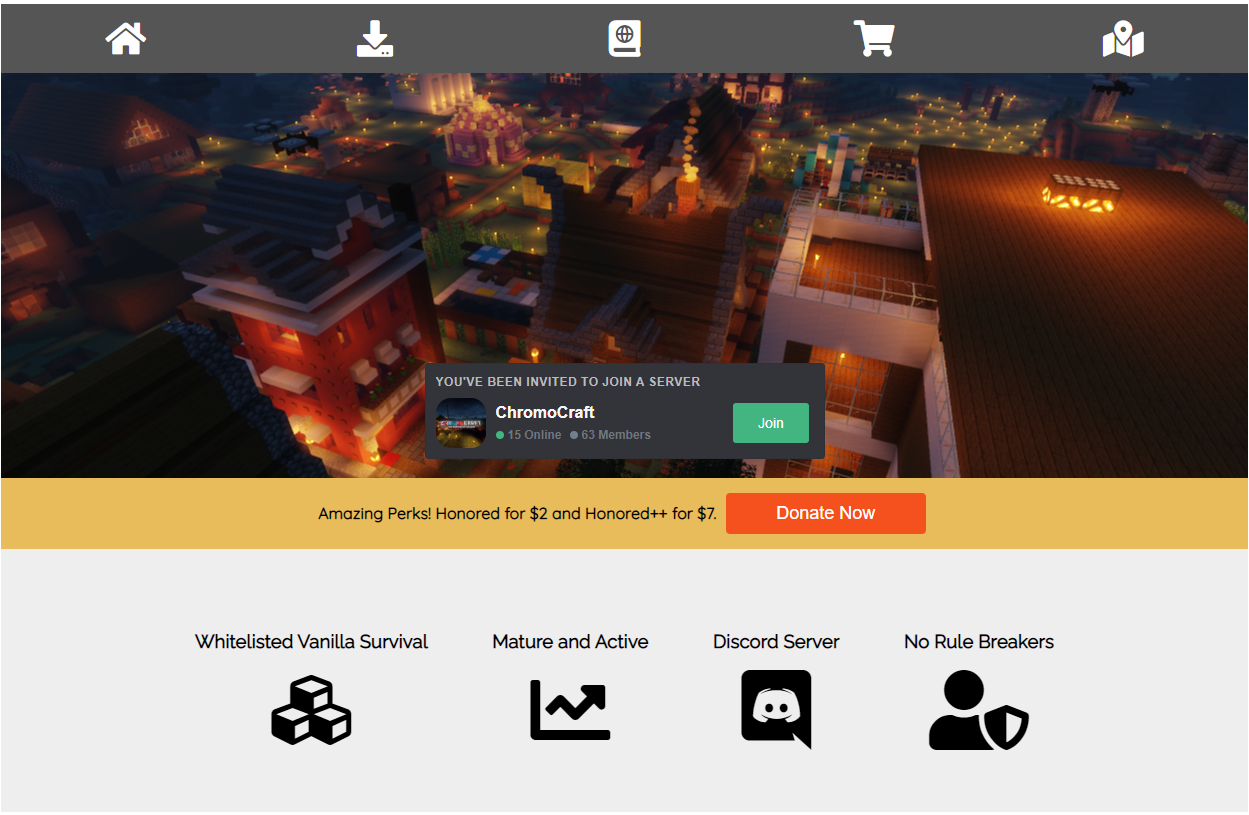 YOU'VE BEEN INVITED TO JOIN A SERVER
ChromoCraft
15 Online 63 Members
Join
Amazing Perks! Honored for $2 and Honored++ for $7.
Donate Now
Whitelisted Vanilla Survival
Mature and Active
Discord Server
No Rule Breakers